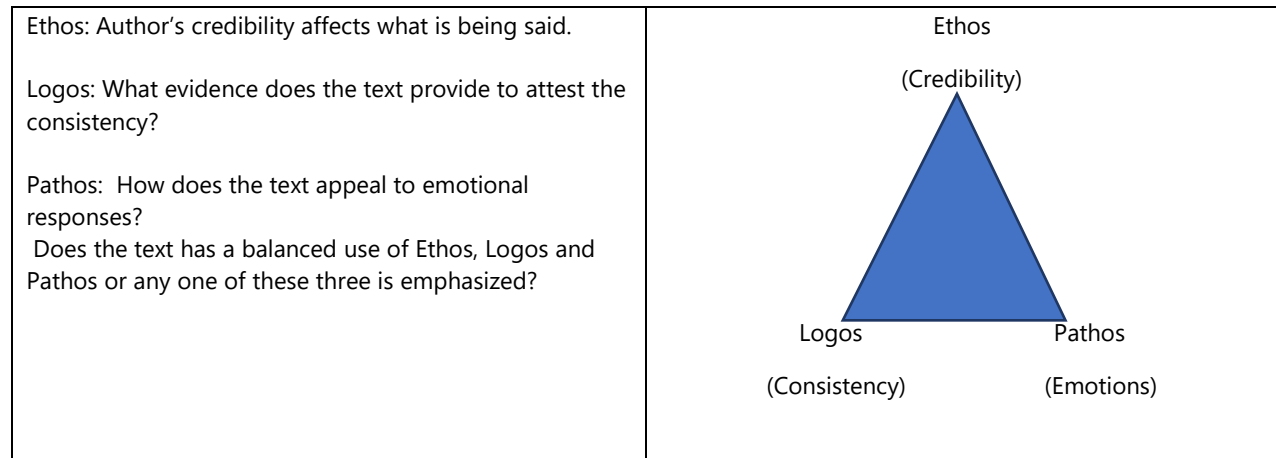 Ethos: Author’s credibility affects what is being said.
Logos: What evidence does the text provide to attest the
consistency?
Pathos:  How does the text appeal to emotional
responses?
Does the text has a balanced use of Ethos, Logos and
Pathos or any one of these three is emphasized?
Ethos
(Credibility)
Logos
Pathos
(Consistency)
(Emotions)